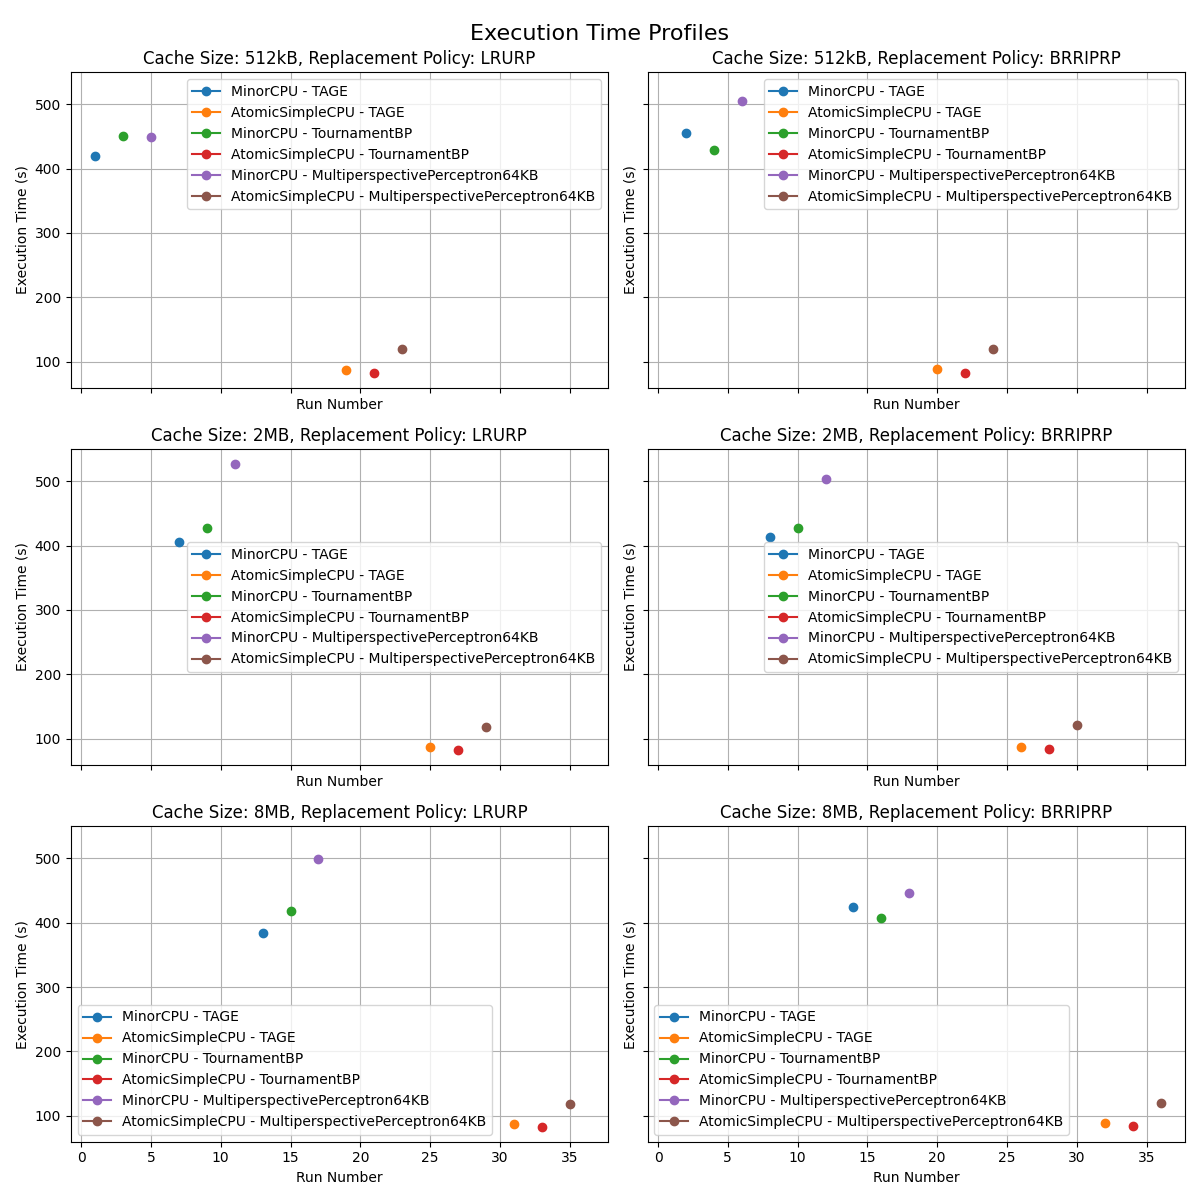 Execution Time Profiles
Cache Size: 512kB, Replacement Policy: LRURP
500
400
300
200
100
Execution Time (s)
MinorCPU - TAGE
AtomicSimpleCPU - TAGE
MinorCPU - TournamentBP
AtomicSimpleCPU - TournamentBP
MinorCPU - MultiperspectivePerceptron64KB
AtomicSimpleCPU - MultiperspectivePerceptron64KB
Run Number
Cache Size: 512kB, Replacement Policy: BRRIPRP
Execution Time (s)
MinorCPU - TAGE
AtomicSimpleCPU - TAGE
MinorCPU - TournamentBP
AtomicSimpleCPU - TournamentBP
MinorCPU - MultiperspectivePerceptron64KB
AtomicSimpleCPU - MultiperspectivePerceptron64KB
Run Number
Cache Size: 2MB, Replacement Policy: LRURP
500
400
300
200
100
Execution Time (s)
MinorCPU - TAGE
AtomicSimpleCPU - TAGE
MinorCPU - TournamentBP
AtomicSimpleCPU - TournamentBP
MinorCPU - MultiperspectivePerceptron64KB
AtomicSimpleCPU - MultiperspectivePerceptron64KB
Run Number
Cache Size: 2MB, Replacement Policy: BRRIPRP
Execution Time (s)
MinorCPU - TAGE
AtomicSimpleCPU - TAGE
MinorCPU - TournamentBP
AtomicSimpleCPU - TournamentBP
MinorCPU - MultiperspectivePerceptron64KB
AtomicSimpleCPU - MultiperspectivePerceptron64KB
Run Number
Cache Size: 8MB, Replacement Policy: LRURP
500
400
300
200
100
Execution Time (s)
MinorCPU - TAGE
AtomicSimpleCPU - TAGE
MinorCPU - TournamentBP
AtomicSimpleCPU - TournamentBP
MinorCPU - MultiperspectivePerceptron64KB
AtomicSimpleCPU - MultiperspectivePerceptron64KB
0 5 10 15 20 25 30 35
Run Number
Cache Size: 8MB, Replacement Policy: BRRIPRP
Execution Time (s)
MinorCPU - TAGE
AtomicSimpleCPU - TAGE
MinorCPU - TournamentBP
AtomicSimpleCPU - TournamentBP
MinorCPU - MultiperspectivePerceptron64KB
AtomicSimpleCPU - MultiperspectivePerceptron64KB
0 5 10 15 20 25 30 35
Run Number